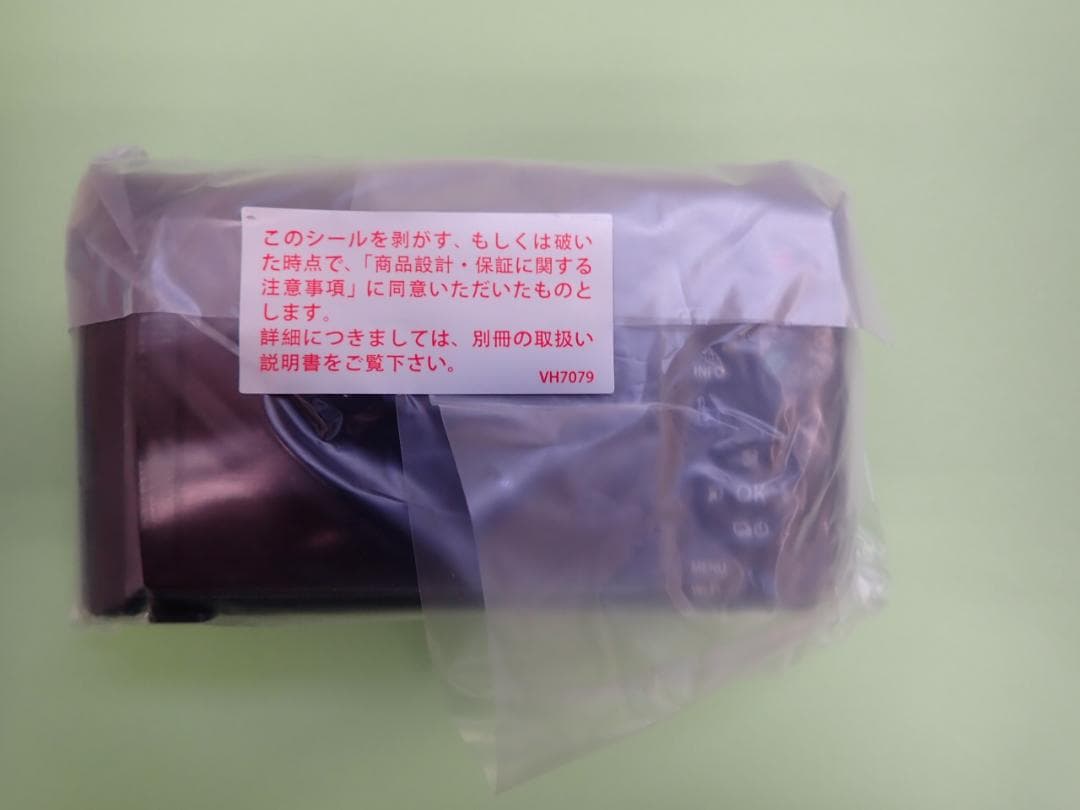 このシールを剥がす、もしくは破い
た時点で、「商品設計・保証に関する
注意事項」に同意いただいたものと
します。
詳細につきましては、別冊の取扱い
説明書をご覧下さい。
VH7079
INFO
OK
MENU